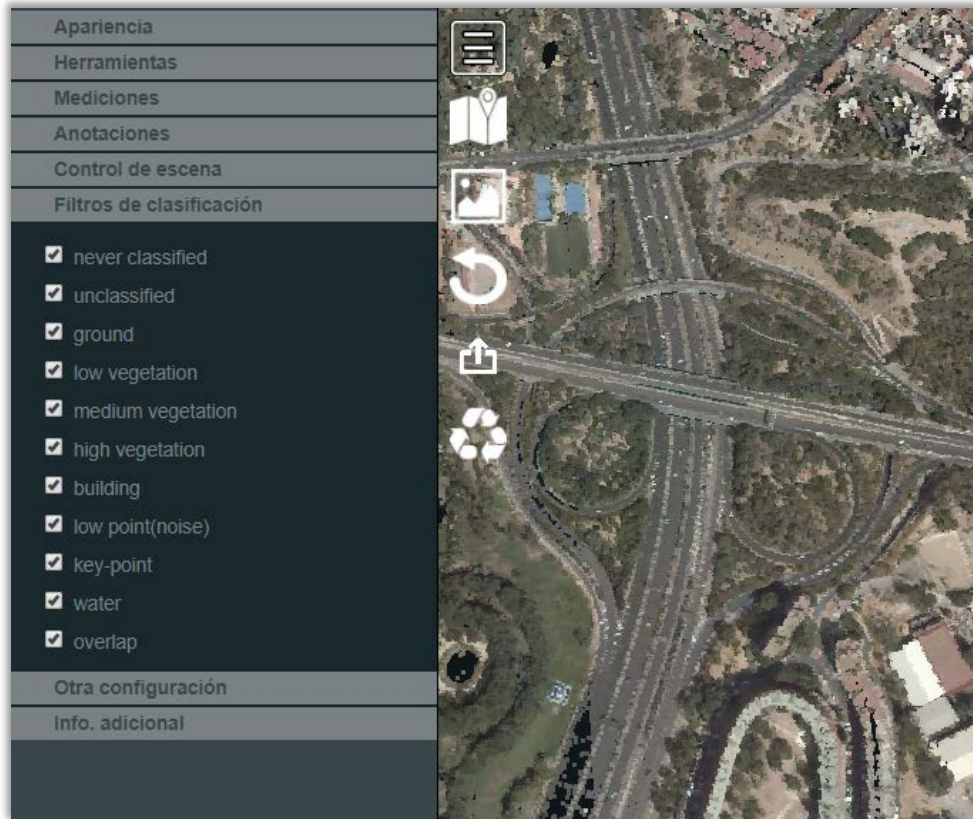 Apariencia
Herramientas
Mediciones
Anotaciones
Control de escena
Filtros de clasificación
never classified
unclassified
ground
low vegetation
medium vegetation
high vegetation
building
low point(noise)
key-point
water
overlap
Otra configuración
Info. adicional